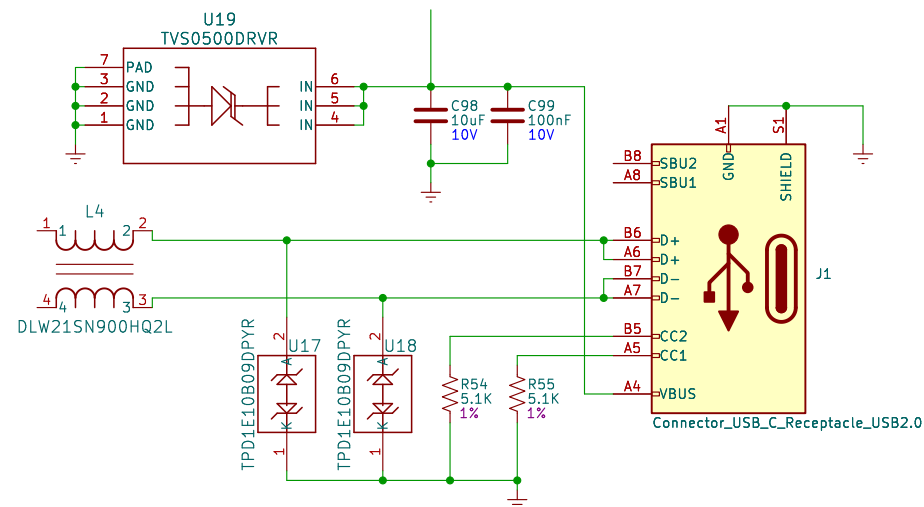 U19
TVS0500DRVR
7 PAD
3 GND
2 GND
1 GND
IN 6
IN 5
IN 4
C98
10uF
10V
C99
100nF
10V
A1
GND
S1
SHIELD
B8 SBU2
A8 SBU1
B6 D+
A6 D+
B7 D-
A7 D-
B5 CC2
A5 CC1
A4 VBUS
J1
Connector_USB_C_Receptacle_USB2.0
L4
1 1 2 2
4 4 3 3
DLW21SN900HQ2L
U17
TPD1E10B09DPYR
2
A
K
1
U18
TPD1E10B09DPYR
2
A
K
1
R54
5.1K
1%
R55
5.1K
1%